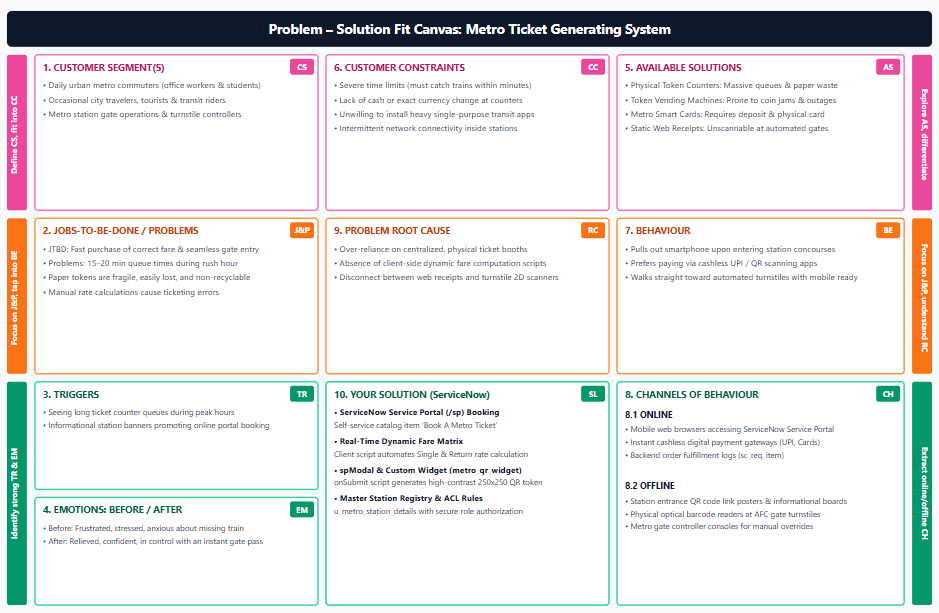 Problem – Solution Fit Canvas: Metro Ticket Generating System
Define CS, fit into CC
1. CUSTOMER SEGMENT(S)
CS
• Daily urban metro commuters (office workers & students)
• Occasional city travelers, tourists & transit riders
• Metro station gate operations & turnstile controllers
6. CUSTOMER CONSTRAINTS
CC
• Severe time limits (must catch trains within minutes)
• Lack of cash or exact currency change at counters
• Unwilling to install heavy single-purpose transit apps
• Intermittent network connectivity inside stations
5. AVAILABLE SOLUTIONS
AS
• Physical Token Counters: Massive queues & paper waste
• Token Vending Machines: Prone to coin jams & outages
• Metro Smart Cards: Requires deposit & physical card
• Static Web Receipts: Unscannable at automated gates
Explore AS, differentiate
Focus on J&P, tap into BE
2. JOBS-TO-BE-DONE / PROBLEMS
J&P
• JTBD: Fast purchase of correct fare & seamless gate entry
• Problems: 15–20 min queue times during rush hour
• Paper tokens are fragile, easily lost, and non-recyclable
• Manual rate calculations cause ticketing errors
9. PROBLEM ROOT CAUSE
RC
• Over-reliance on centralized, physical ticket booths
• Absence of client-side dynamic fare computation scripts
• Disconnect between web receipts and turnstile 2D scanners
7. BEHAVIOUR
BE
• Pulls out smartphone upon entering station concourses
• Prefers paying via cashless UPI / QR scanning apps
• Walks straight toward automated turnstiles with mobile ready
Focus on J&P, understand RC
Identify strong TR & EM
3. TRIGGERS
TR
• Seeing long ticket counter queues during peak hours
• Informational station banners promoting online portal booking
4. EMOTIONS: BEFORE / AFTER
EM
• Before: Frustrated, stressed, anxious about missing train
• After: Relieved, confident, in control with an instant gate pass
10. YOUR SOLUTION (ServiceNow)
SL
• ServiceNow Service Portal (/sp) Booking
Self-service catalog item 'Book A Metro Ticket'
• Real-Time Dynamic Fare Matrix
Client script automates Single & Return rate calculation
• spModal & Custom Widget (metro_qr_widget)
onSubmit script generates high-contrast 250x250 QR token
• Master Station Registry & ACL Rules
u_metro_station_details with secure role authorization
8. CHANNELS OF BEHAVIOUR
CH
8.1 ONLINE
• Mobile web browsers accessing ServiceNow Service Portal
• Instant cashless digital payment gateways (UPI, Cards)
• Backend order fulfillment logs (sc_req_item)
8.2 OFFLINE
• Station entrance QR code link posters & informational boards
• Physical optical barcode readers at AFC gate turnstiles
• Metro gate controller consoles for manual overrides
Extract online/offline CH